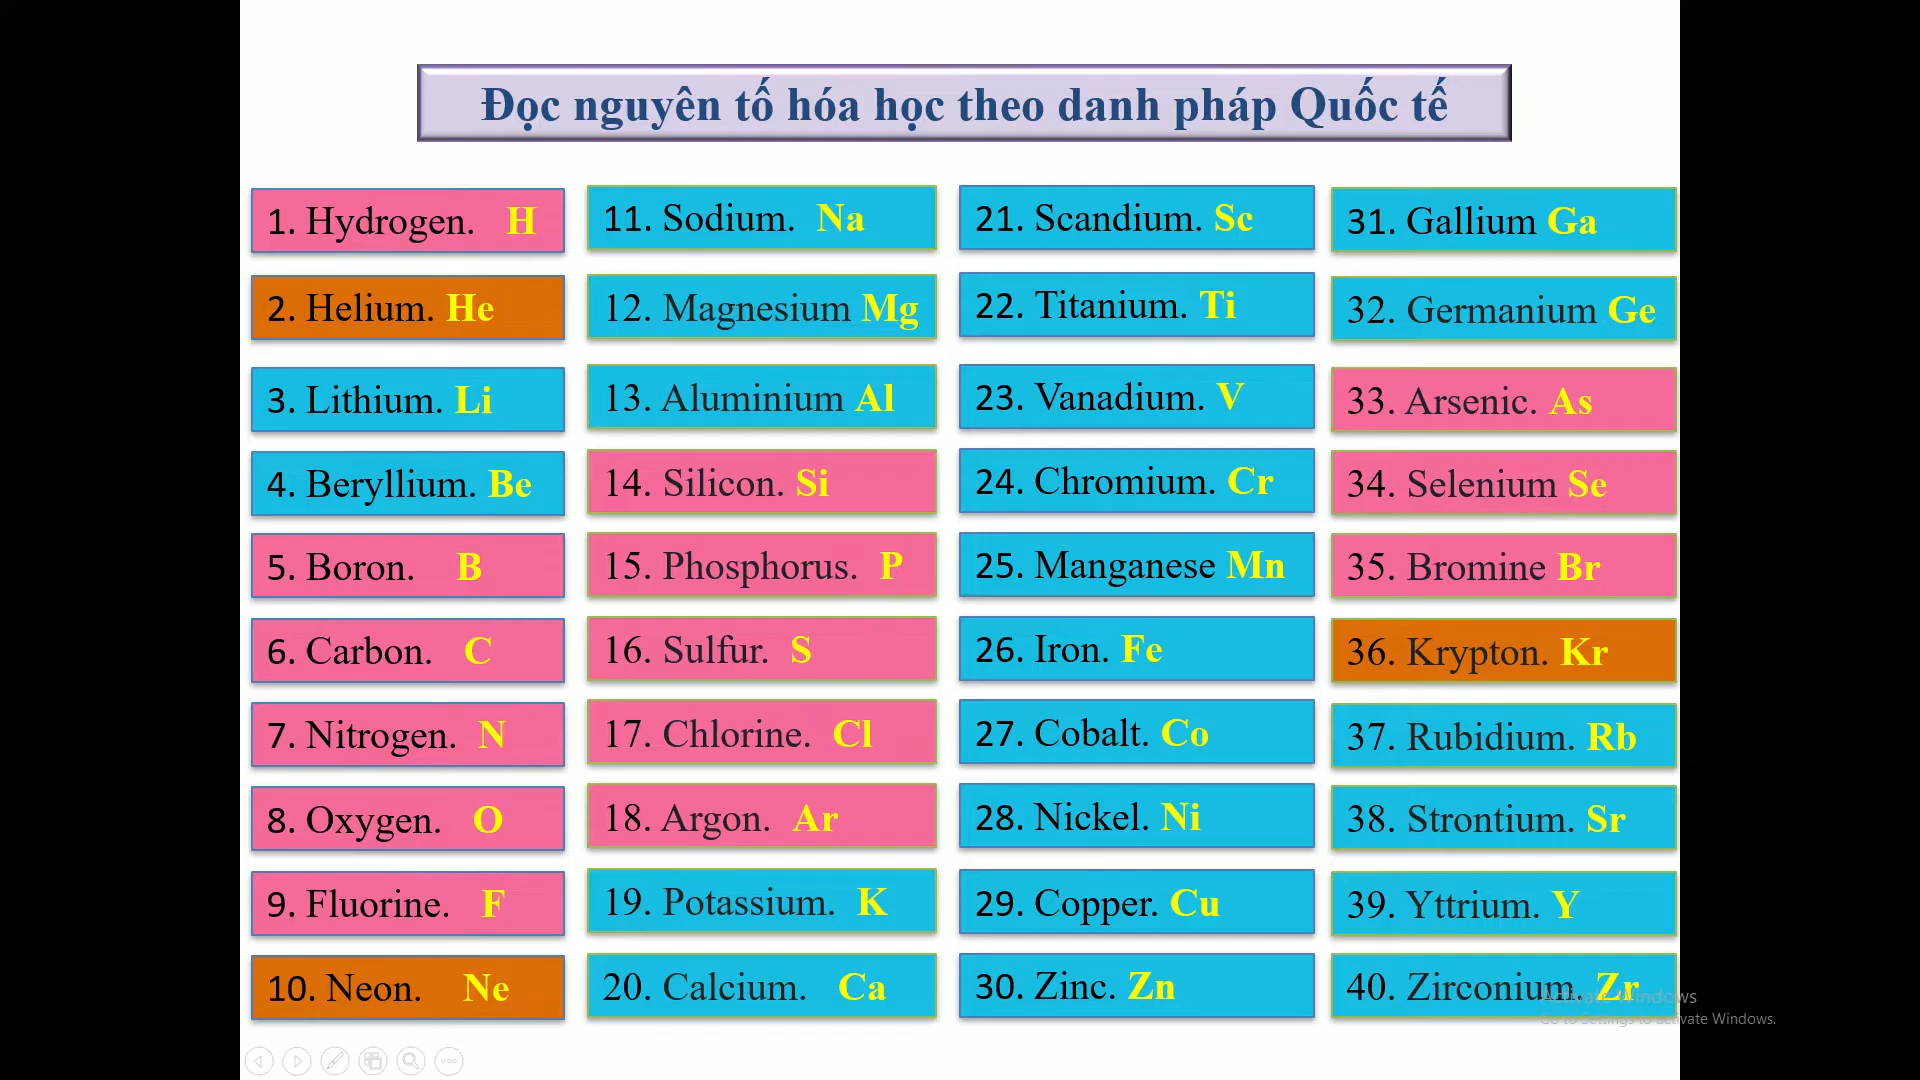 Đọc nguyên tố hóa học theo danh pháp Quốc tế
1. Hydrogen. H
2. Helium. He
3. Lithium. Li
4. Beryllium. Be
5. Boron. B
6. Carbon. C
7. Nitrogen. N
8. Oxygen. O
9. Fluorine. F
10. Neon. Ne
11. Sodium. Na
12. Magnesium Mg
13. Aluminium Al
14. Silicon. Si
15. Phosphorus. P
16. Sulfur. S
17. Chlorine. Cl
18. Argon. Ar
19. Potassium. K
20. Calcium. Ca
21. Scandium. Sc
22. Titanium. Ti
23. Vanadium. V
24. Chromium. Cr
25. Manganese Mn
26. Iron. Fe
27. Cobalt. Co
28. Nickel. Ni
29. Copper. Cu
30. Zinc. Zn
31. Gallium Ga
32. Germanium Ge
33. Arsenic. As
34. Selenium Se
35. Bromine Br
36. Krypton. Kr
37. Rubidium. Rb
38. Strontium. Sr
39. Yttrium. Y
40. Zirconium. Zr
Activate Windows
Go to Settings to activate Windows.